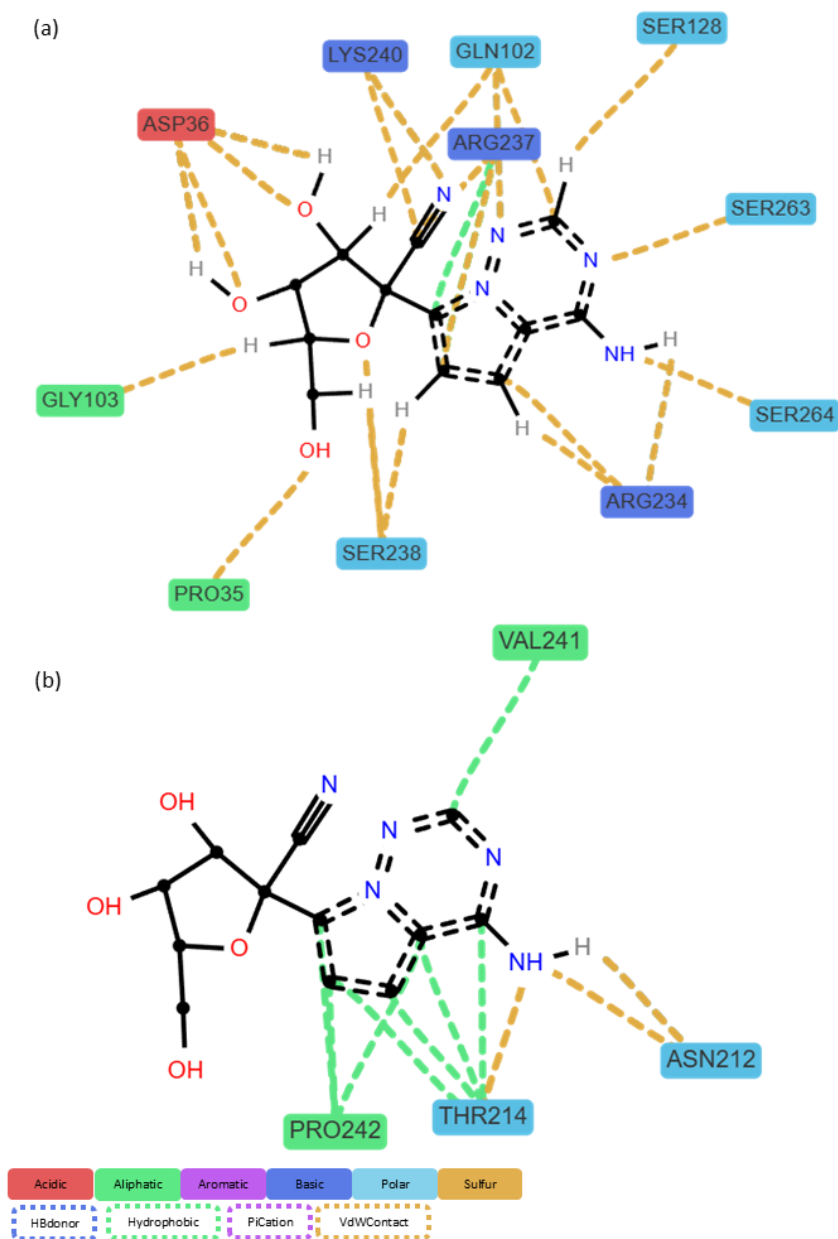 (a)
SER128
LYS240
GLN102
ASP36
ARG237
H
N
H
H
O
SER263
N
N
H
N
O
O
NH
H
H
GLY103
H
H
SER264
H
OH
ARG234
SER238
PRO35
VAL241
(b)
N
OH
N
N
N
OH
O
NH
H
OH
ASN212
THR214
PRO242
Acidic
Aliphatic
Aromatic
Basic
Polar
Sulfur
HBdonor
Hydrophobic
PiCation
VdWContact